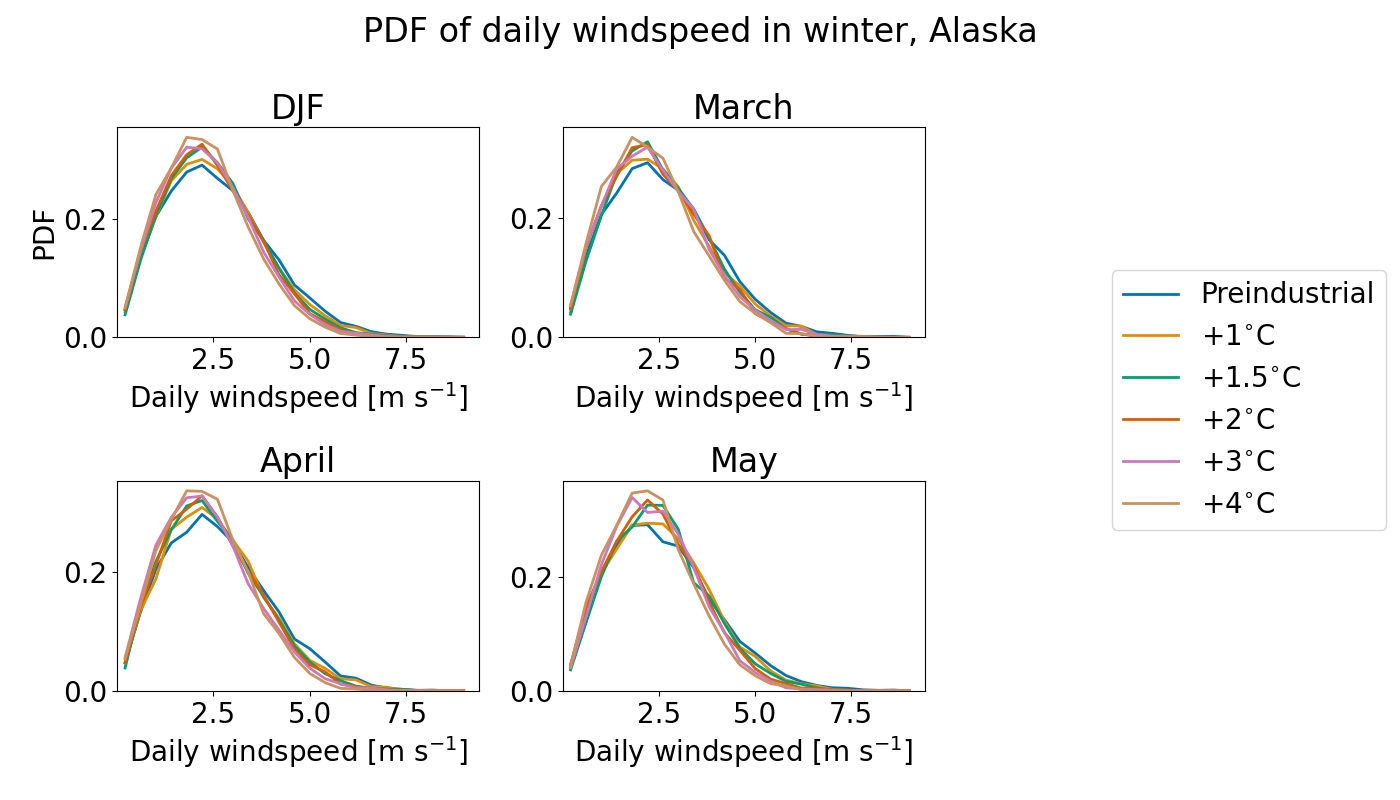 PDF of daily windspeed in winter, Alaska
DJF
PDF
0.2
0.0
2.5 5.0 7.5
Daily windspeed [m s⁻¹]
March
0.2
0.0
2.5 5.0 7.5
Daily windspeed [m s⁻¹]
April
0.2
0.0
2.5 5.0 7.5
Daily windspeed [m s⁻¹]
May
0.2
0.0
2.5 5.0 7.5
Daily windspeed [m s⁻¹]
Preindustrial
+1°C
+1.5°C
+2°C
+3°C
+4°C